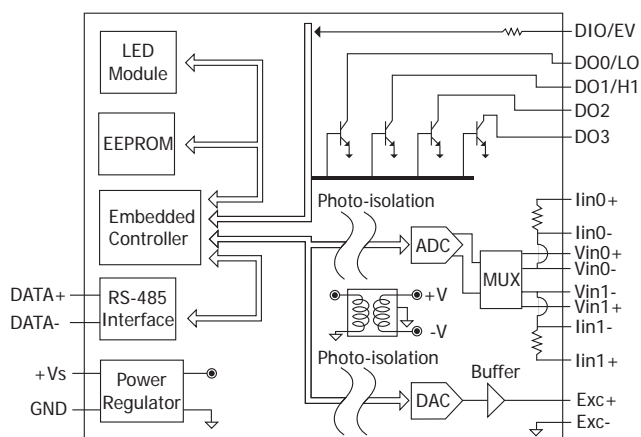 LED
Module
EEPROM
Embedded
Controller
DATA+
DATA-
RS-485
Interface
+Vs
GND
Power
Regulator
DIO/EV
DO0/LO
DO1/H1
DO2
DO3
Photo-isolation
ADC
MUX
Iin0+
Iin0-
Vin0+
Vin0-
Vin1-
Vin1+
Iin1-
Iin1+
+V
-V
Photo-isolation
DAC
Buffer
Exc+
Exc-